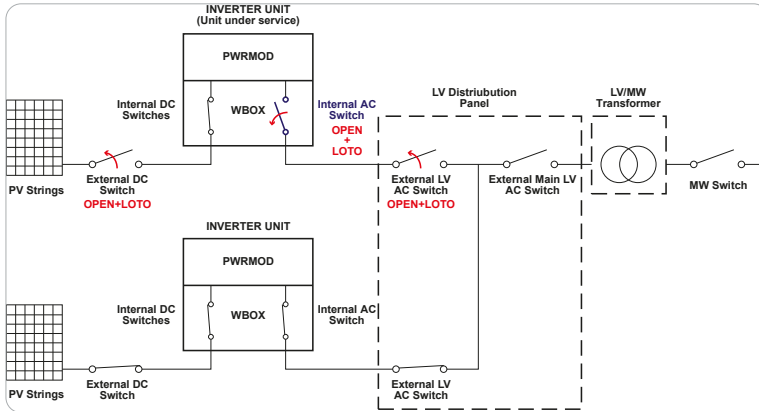 INVERTER UNIT
(Unit under service)
PWRMOD
Internal DC
Switches
WBOX
Internal AC
Switch
OPEN
+
LOTO
LV Distriubution
Panel
LV/MW
Transformer
PV Strings
External DC
Switch
OPEN+LOTO
External LV
AC Switch
OPEN+LOTO
External Main LV
AC Switch
MW Switch
INVERTER UNIT
PWRMOD
Internal DC
Switches
WBOX
Internal AC
Switch
PV Strings
External DC
Switch
External LV
AC Switch